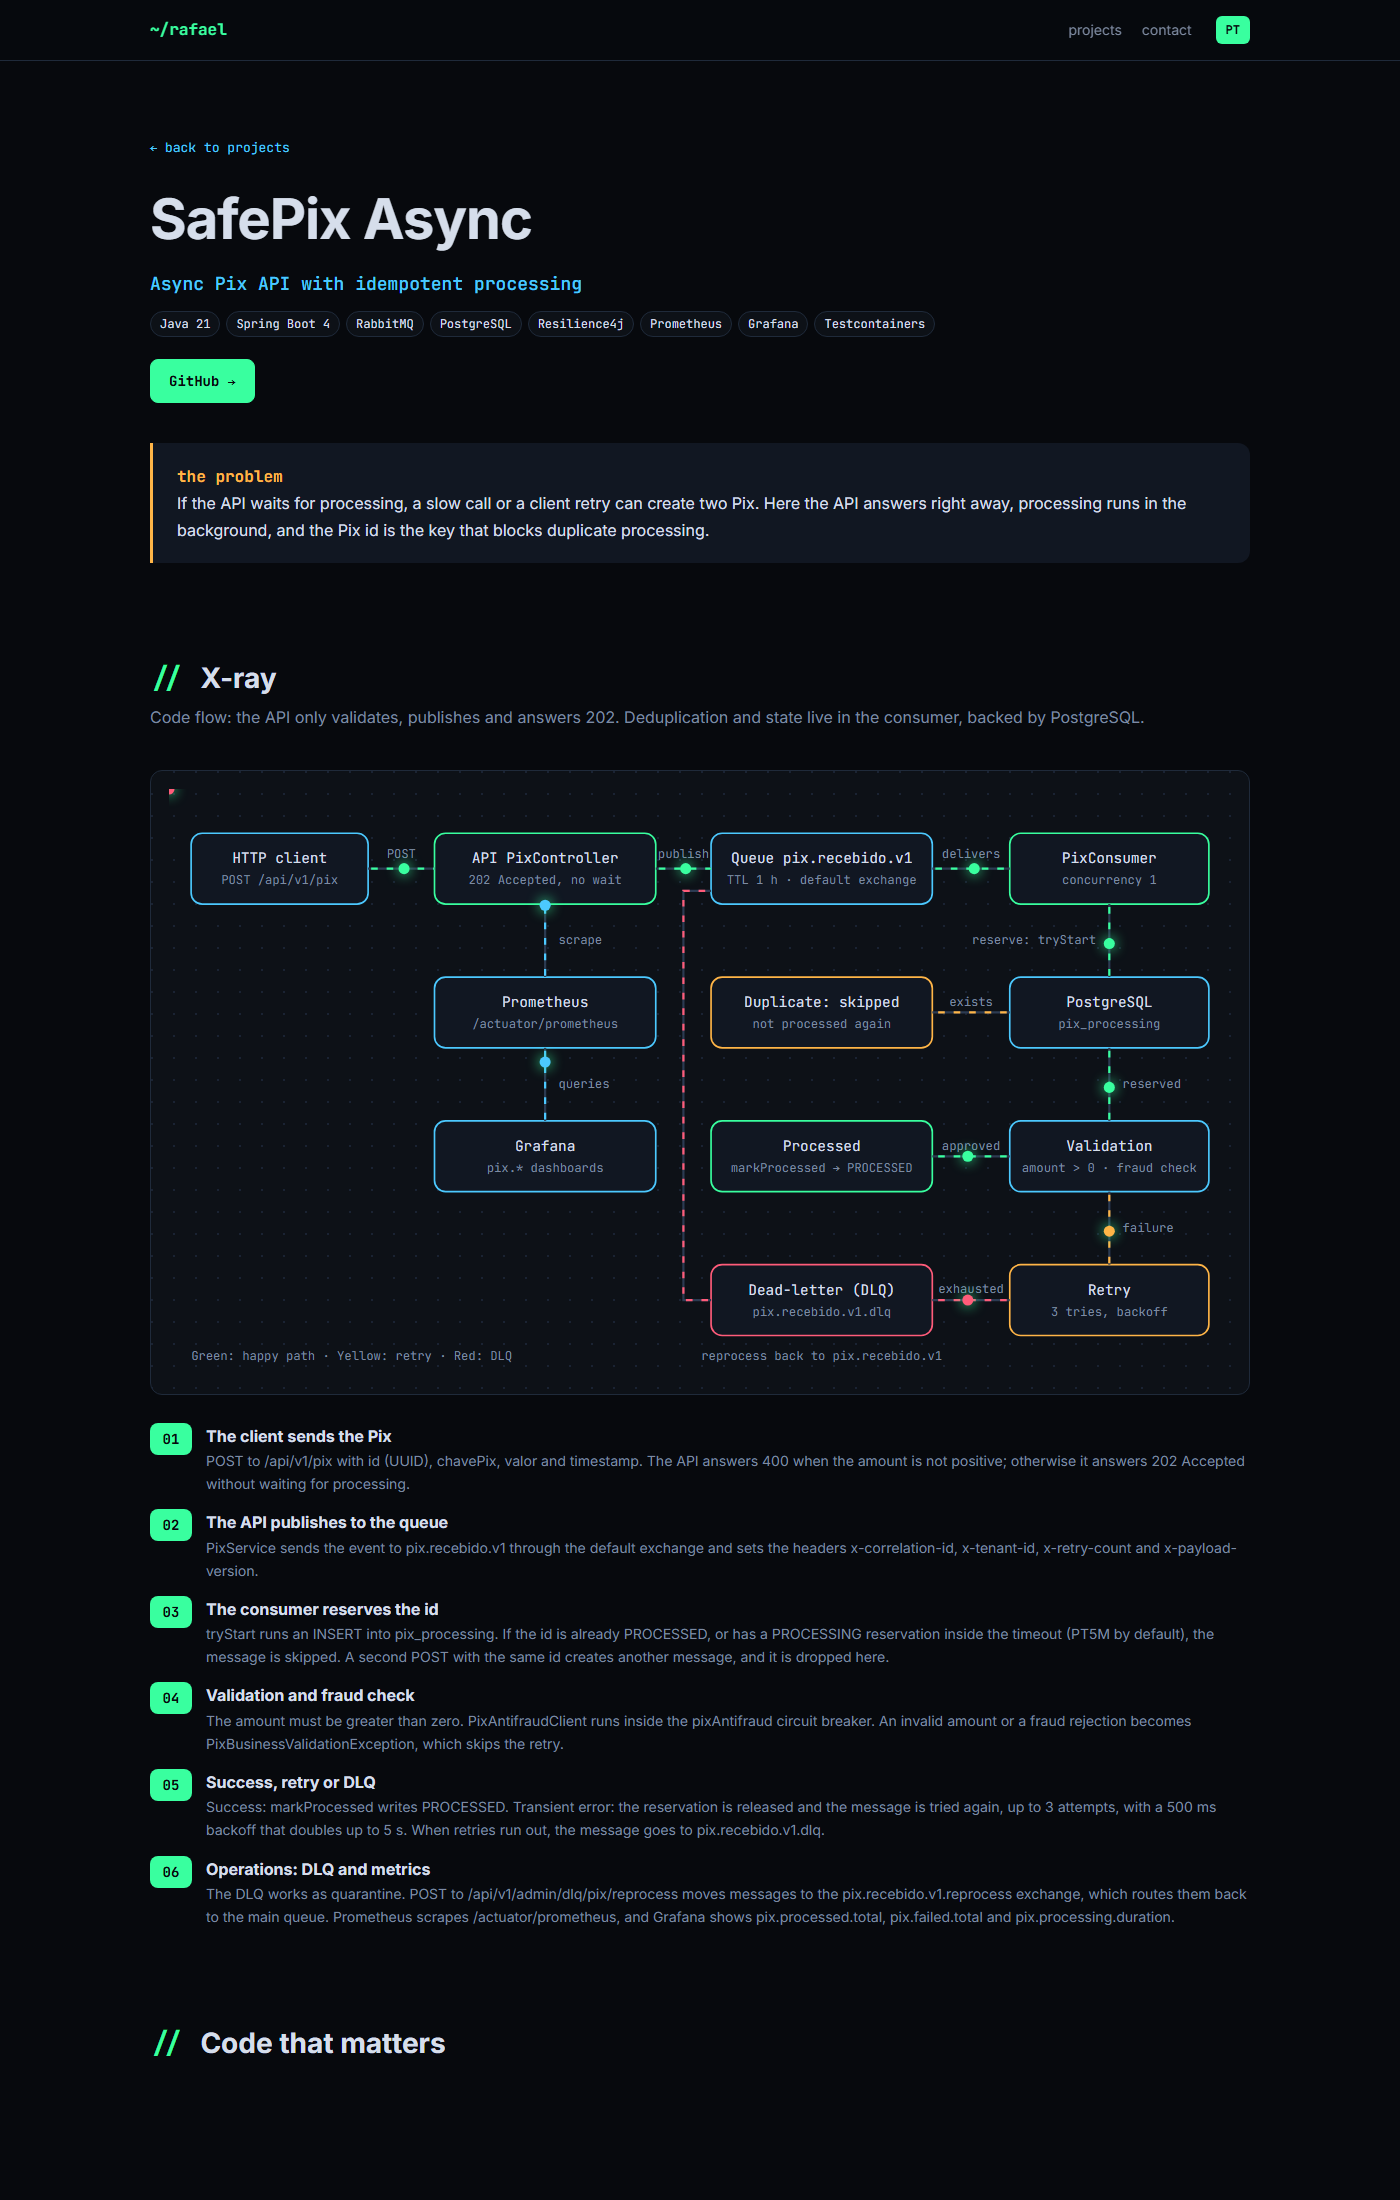 ~/rafael
projects
contact
PT
← back to projects
SafePix Async
Async Pix API with idempotent processing
Java 21
Spring Boot 4
RabbitMQ
PostgreSQL
Resilience4j
Prometheus
Grafana
Testcontainers
GitHub →
the problem
If the API waits for processing, a slow call or a client retry can create two Pix. Here the API answers right away, processing runs in the
background, and the Pix id is the key that blocks duplicate processing.
// X-ray
Code flow: the API only validates, publishes and answers 202. Deduplication and state live in the consumer, backed by PostgreSQL.
HTTP client
POST /api/v1/pix
POST
API PixController
202 Accepted, no wait
publish
Queue pix.recebido.v1
TTL 1 h · default exchange
delivers
PixConsumer
concurrency 1
scrape
reserve: tryStart
Prometheus
/actuator/prometheus
Duplicate: skipped
not processed again
exists
PostgreSQL
pix_processing
queries
reserved
Grafana
pix.* dashboards
Processed
markProcessed → PROCESSED
approved
Validation
amount > 0 · fraud check
failure
Dead-letter (DLQ)
pix.recebido.v1.dlq
exhausted
Retry
3 tries, backoff
Green: happy path · Yellow: retry · Red: DLQ
reprocess back to pix.recebido.v1
01
The client sends the Pix
POST to /api/v1/pix with id (UUID), chavePix, valor and timestamp. The API answers 400 when the amount is not positive; otherwise it answers 202 Accepted
without waiting for processing.
02
The API publishes to the queue
PixService sends the event to pix.recebido.v1 through the default exchange and sets the headers x-correlation-id, x-tenant-id, x-retry-count and x-payload-
version.
03
The consumer reserves the id
tryStart runs an INSERT into pix_processing. If the id is already PROCESSED, or has a PROCESSING reservation inside the timeout (PT5M by default), the
message is skipped. A second POST with the same id creates another message, and it is dropped here.
04
Validation and fraud check
The amount must be greater than zero. PixAntifraudClient runs inside the pixAntifraud circuit breaker. An invalid amount or a fraud rejection becomes
PixBusinessValidationException, which skips the retry.
05
Success, retry or DLQ
Success: markProcessed writes PROCESSED. Transient error: the reservation is released and the message is tried again, up to 3 attempts, with a 500 ms
backoff that doubles up to 5 s. When retries run out, the message goes to pix.recebido.v1.dlq.
06
Operations: DLQ and metrics
The DLQ works as quarantine. POST to /api/v1/admin/dlq/pix/reprocess moves messages to the pix.recebido.v1.reprocess exchange, which routes them back
to the main queue. Prometheus scrapes /actuator/prometheus, and Grafana shows pix.processed.total, pix.failed.total and pix.processing.duration.
// Code that matters